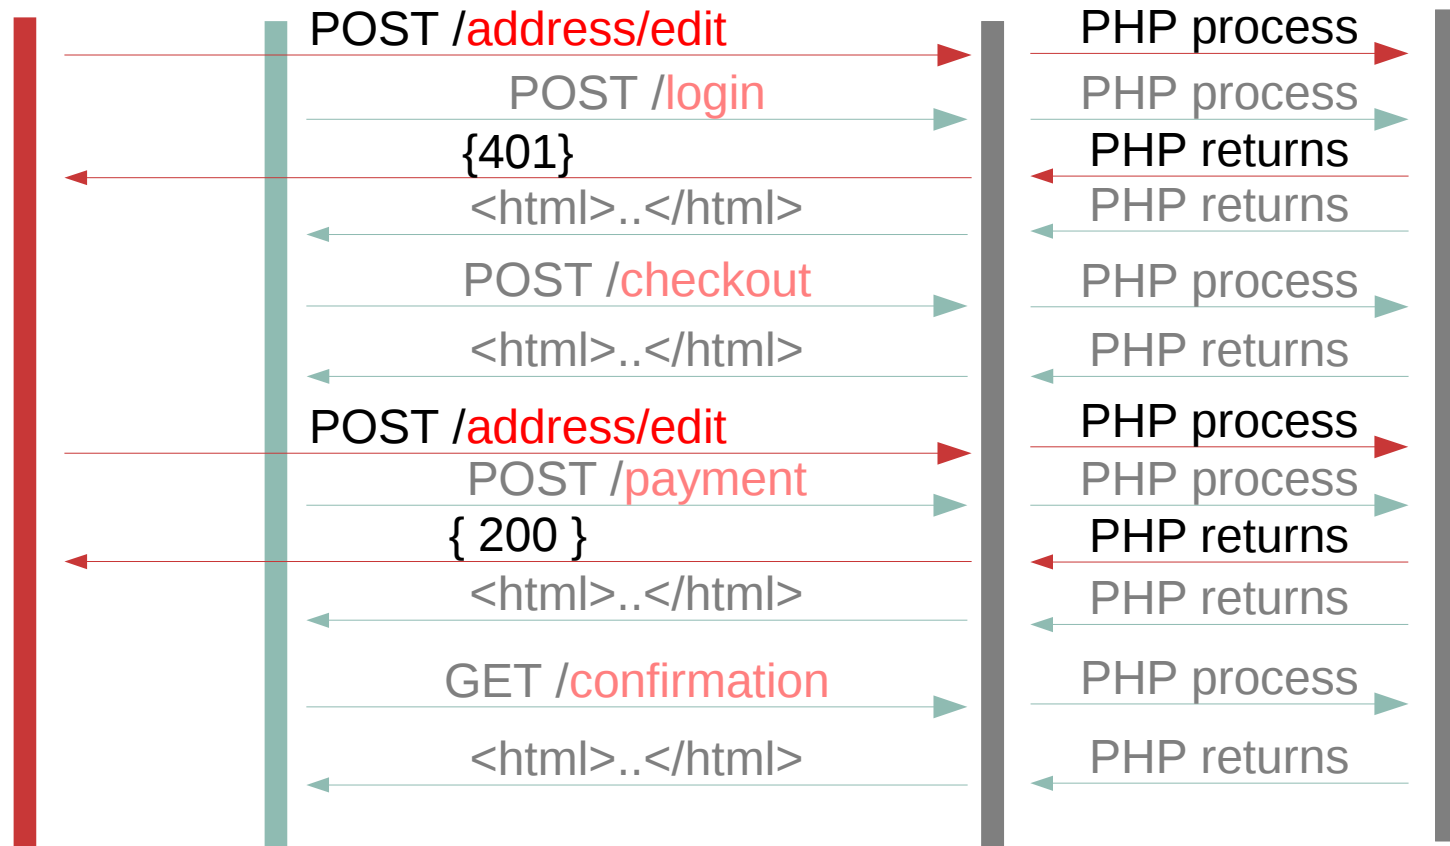 POST /address/edit
PHP process
POST /login
PHP process
{401}
PHP returns
<html>..</html>
PHP returns
POST /checkout
PHP process
<html>..</html>
PHP returns
POST /address/edit
PHP process
POST /payment
PHP process
{ 200 }
PHP returns
<html>..</html>
PHP returns
GET /confirmation
PHP process
<html>..</html>
PHP returns